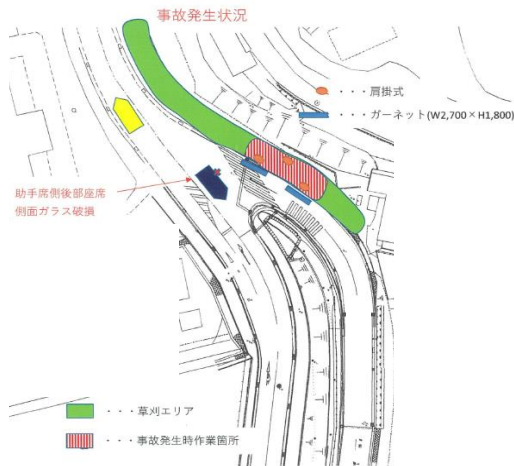 事故発生状況
・・・肩掛式
・・・ガーネット(W2,700×H1,800)
助手席側後部座席
側面ガラス破損
・・・草刈エリア
・・・事故発生時作業箇所